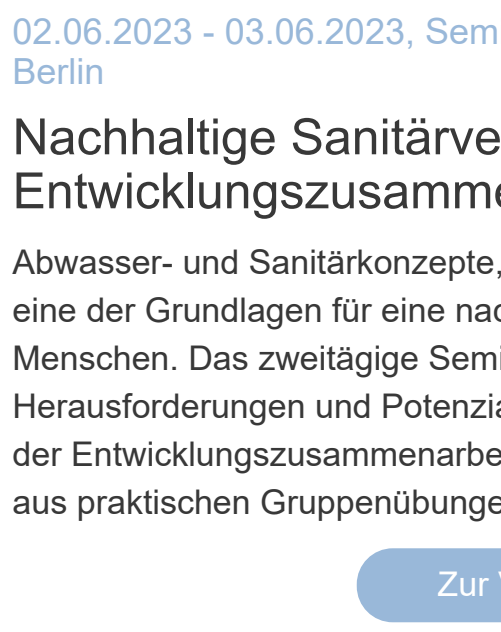 02.06.2023 - 03.06.2023, Sem
Berlin
Nachhaltige Sanitärve
Entwicklungszusamme
Abwasser- und Sanitärkonzepte,
eine der Grundlagen für eine nac
Menschen. Das zweitägige Semi
Herausforderungen und Potenzia
der Entwicklungszusammenarbe
aus praktischen Gruppenübunge
Zur V